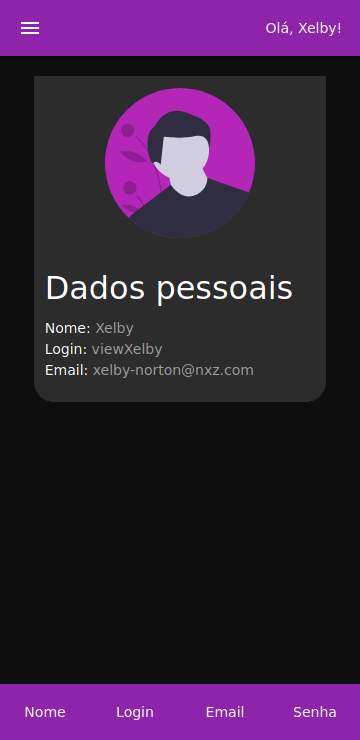 Olá, Xelby!
Dados pessoais
Nome: Xelby
Login: viewXelby
Email: xelby-norton@nxz.com
Nome Login Email Senha